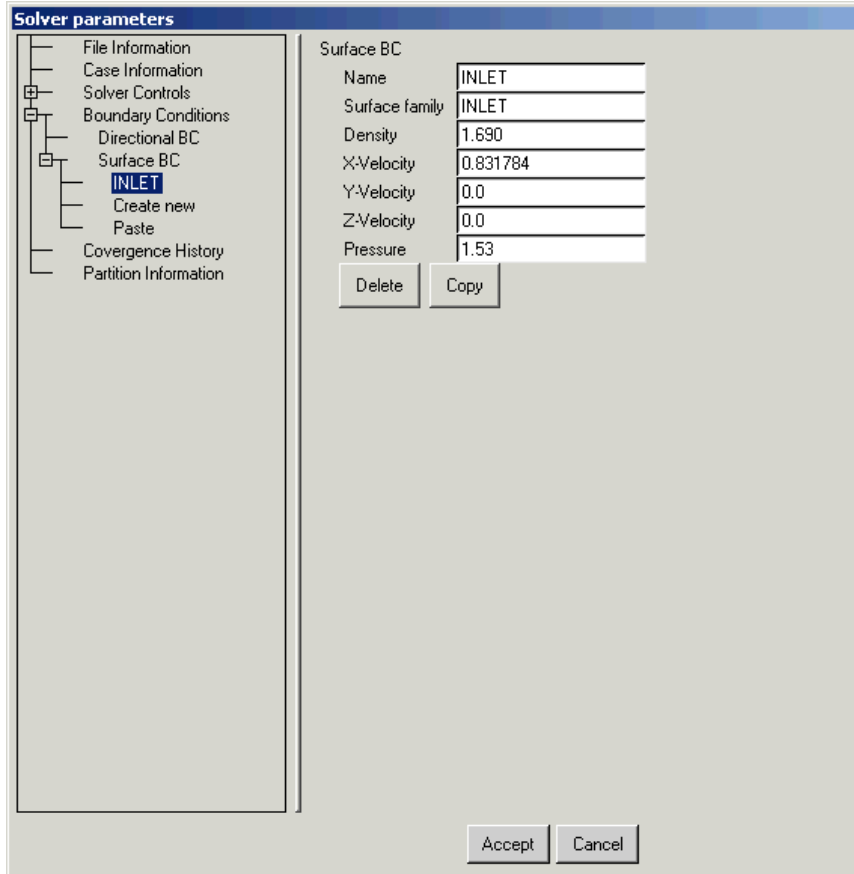 Solver parameters
File Information
Case Information
Solver Controls
Boundary Conditions
Directional BC
Surface BC
INLET
Create new
Paste
Covergence History
Partition Information
Surface BC
Name INLET
Surface family INLET
Density 1.690
X-Velocity 0.831784
Y-Velocity 0.0
Z-Velocity 0.0
Pressure 1.53
Delete Copy
Accept Cancel